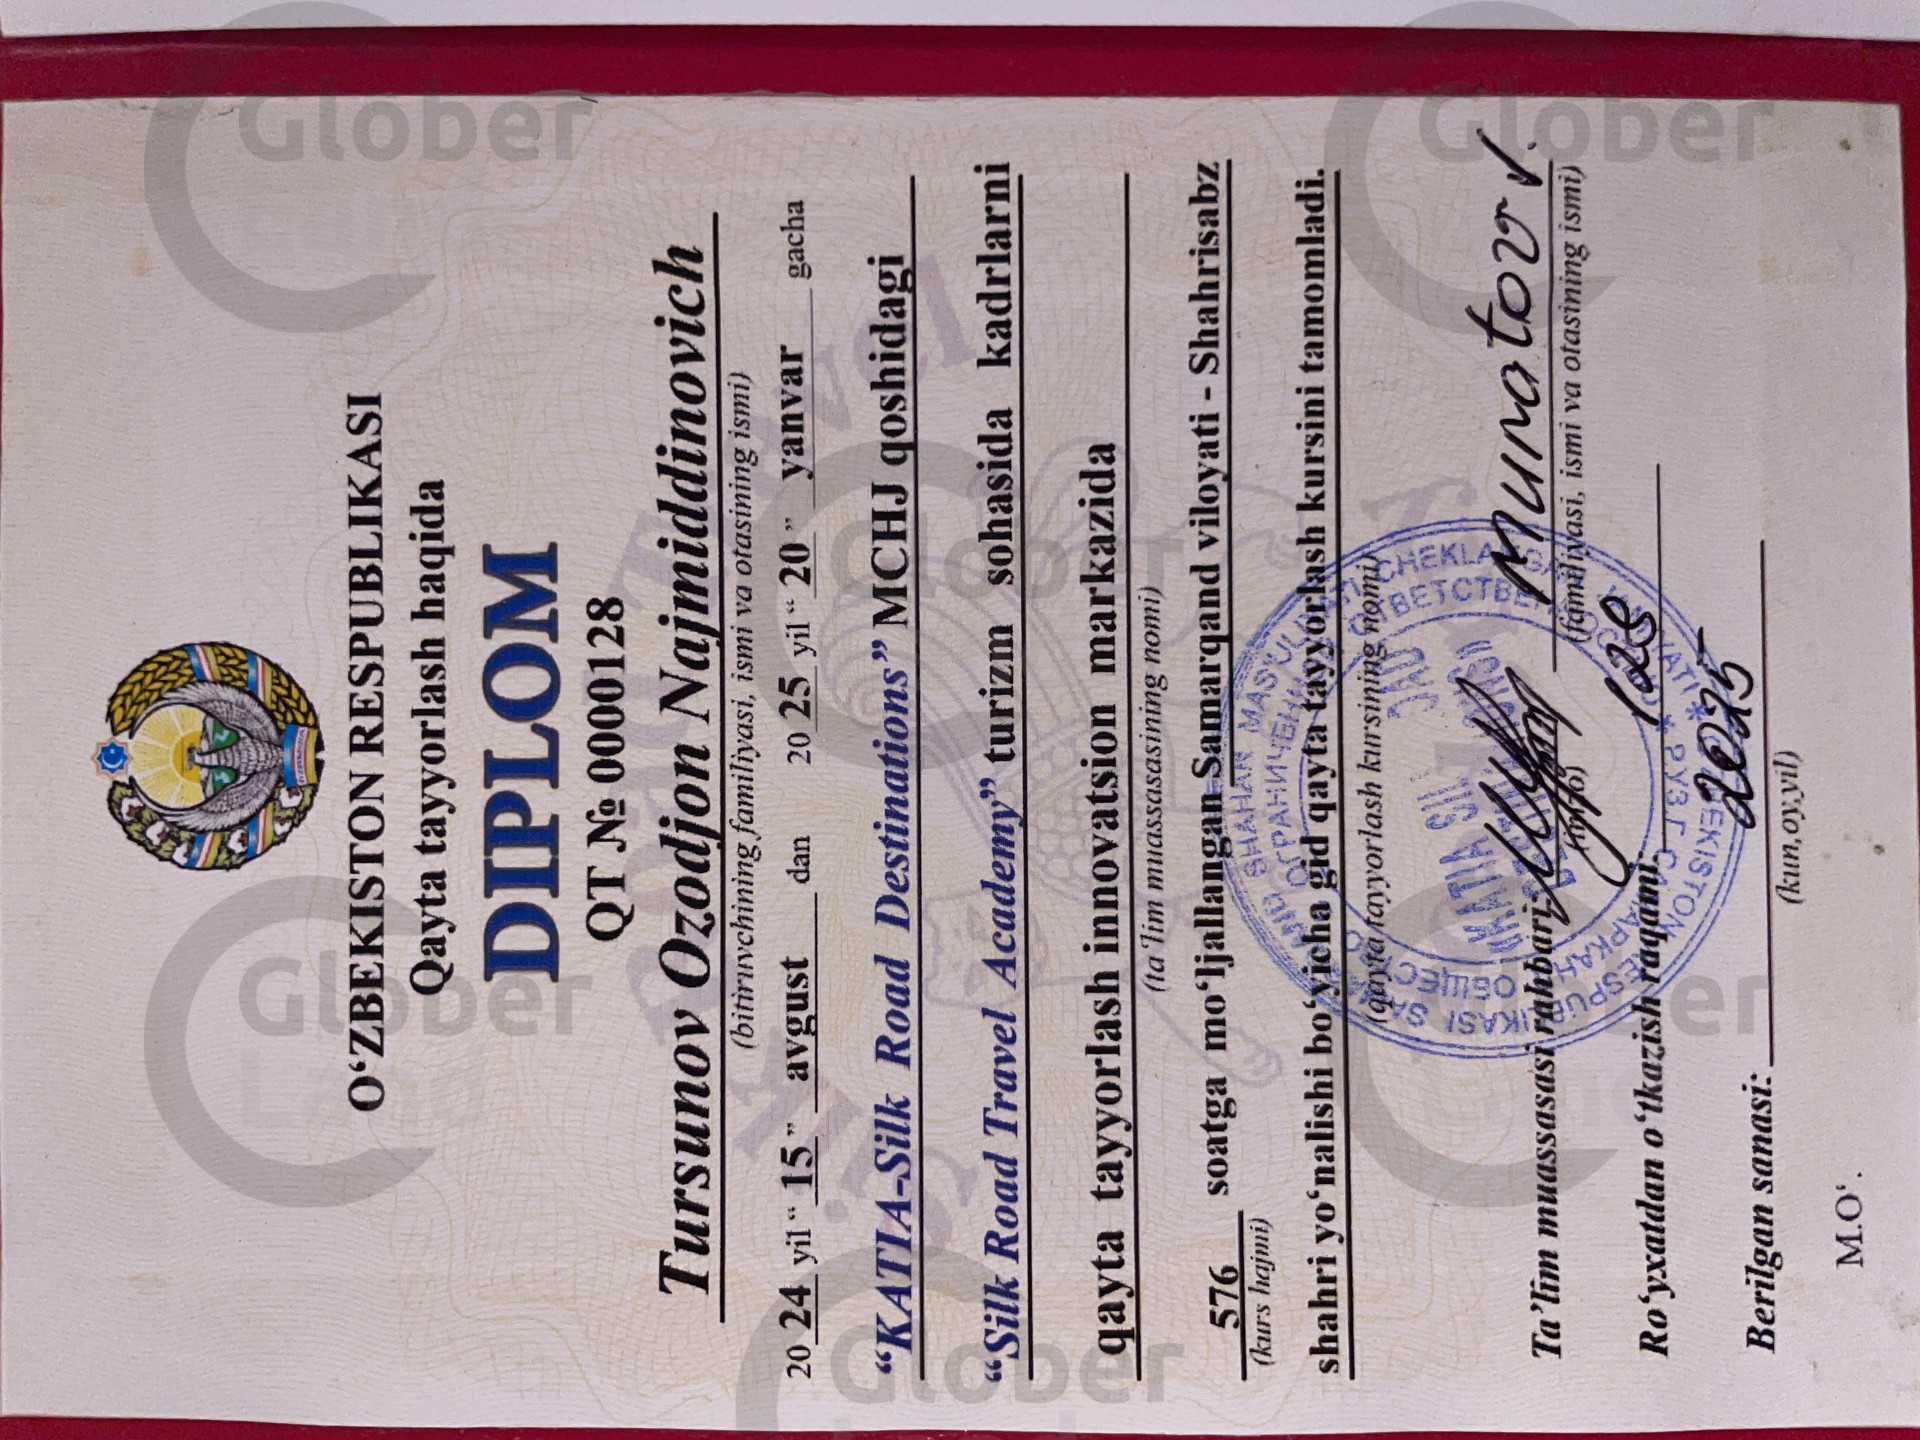 O‘ZBEKISTON RESPUBLIKASI
Qayta tayyorlash haqida
DIPLOM
QT № 0000128
Tursunov Ozodjon Najmiddinovich
(bitiruvchining familiyasi, ismi va otasining ismi)
20 24 yil “ 15 ” avgust dan 20 25 yil “ 20 ” yanvar gacha
“KATIA-Silk Road Destinations” MCHJ qoshidagi
“Silk Road Travel Academy” turizm sohasida kadrlarni
qayta tayyorlash innovatsion markazida
(ta’lim muassasasining nomi)
576 soatga mo‘ljallangan Samarqand viloyati - Shahrisabz
(kurs hajmi)
shahri yo‘nalishi bo‘yicha gid qayta tayyorlash kursini tamomladi.
(qayta tayyorlash kursining nomi)
Ta’lim muassasasi rahbari: Munatov
(imzo) (familiyasi, ismi va otasining ismi)
Ro‘yxatdan o‘tkazish raqami: 128
Berilgan sanasi: 2025
(kun,oy,yil)
M.O‘.
Glober Land
Glober